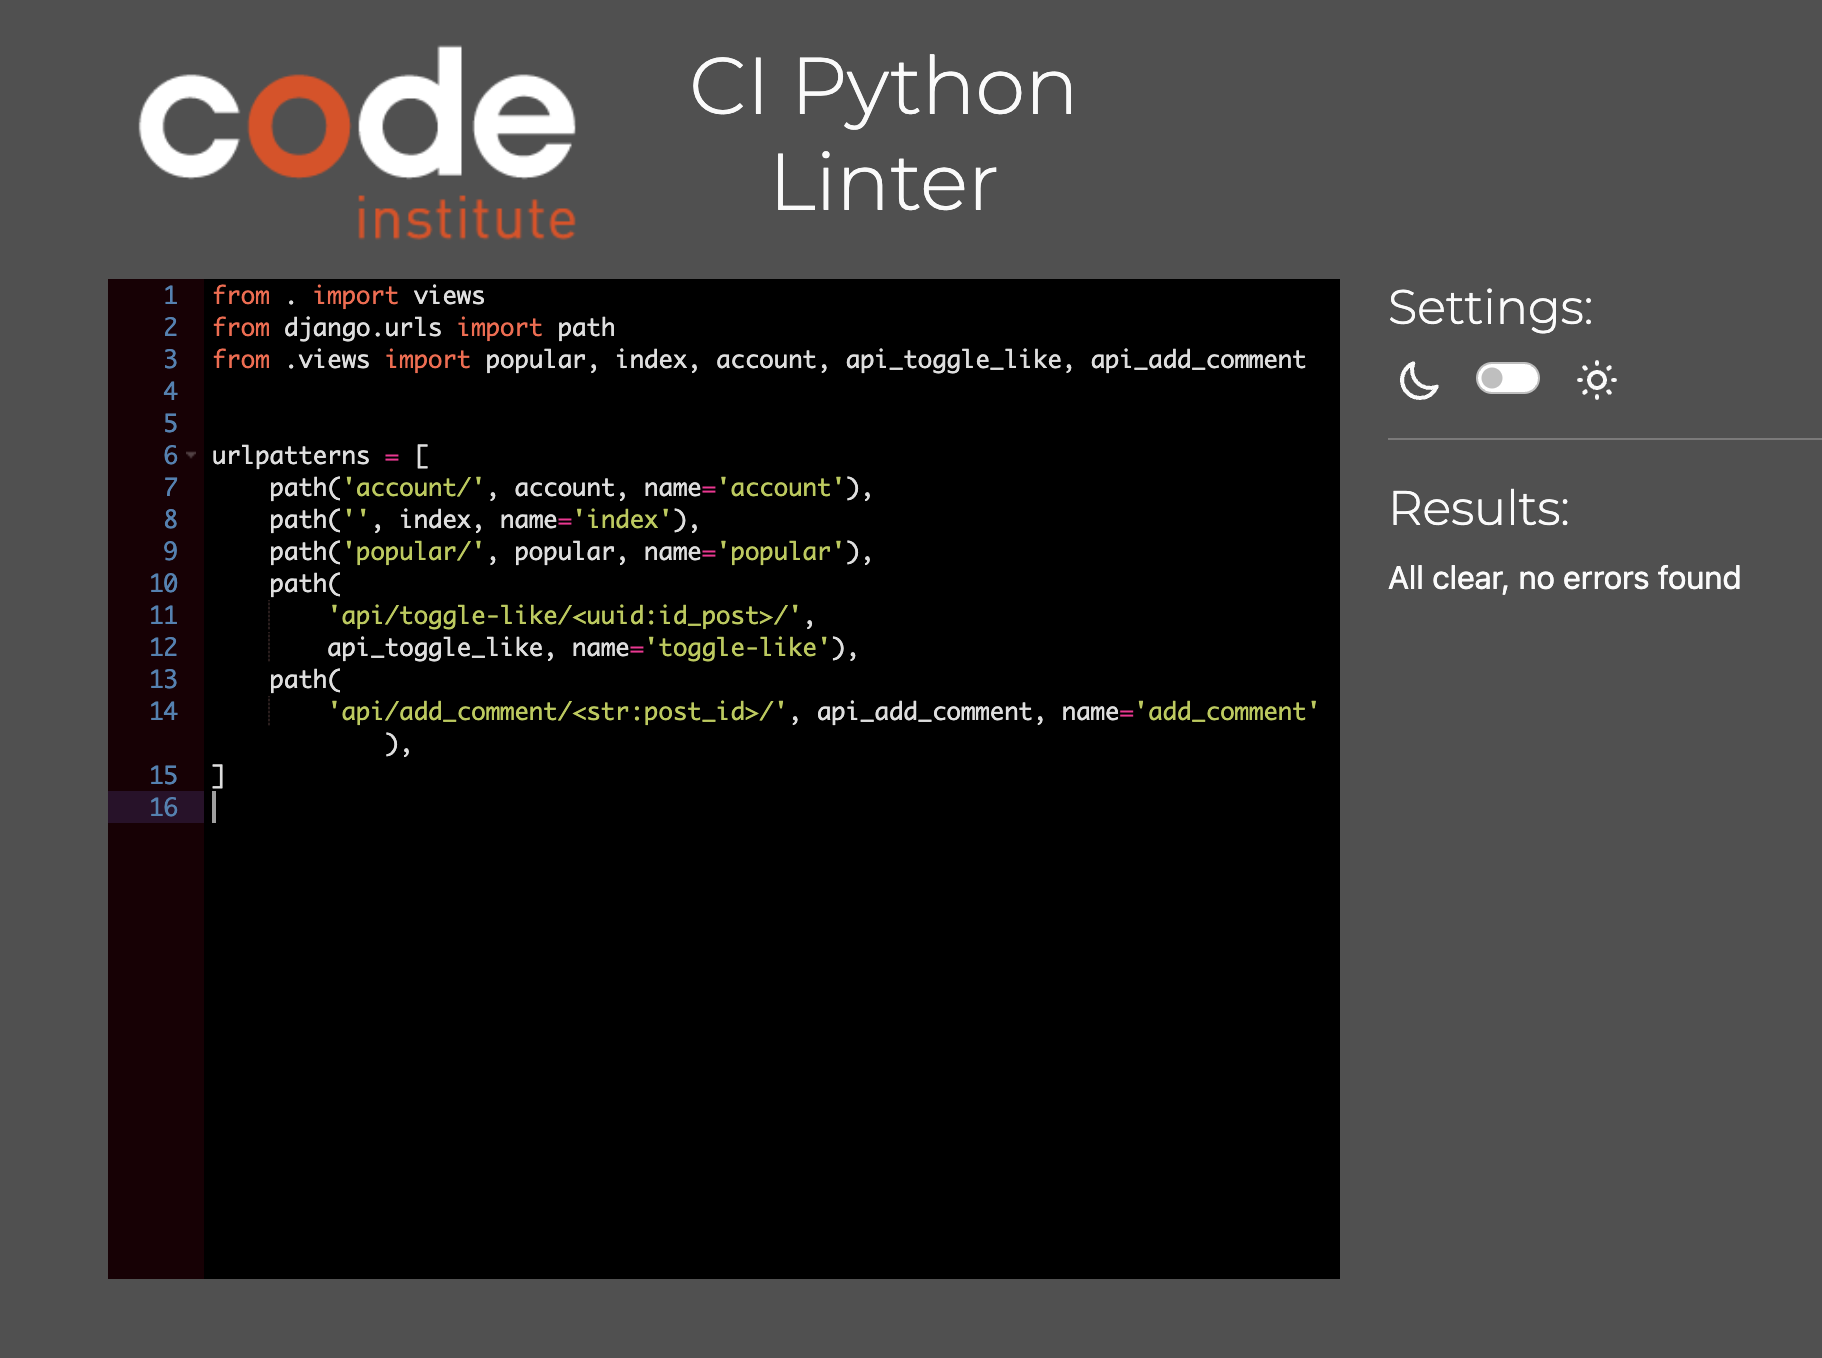 code
institute
CI Python
Linter
1 from . import views
2 from django.urls import path
3 from .views import popular, index, account, api_toggle_like, api_add_comment
4
5
6 urlpatterns = [
7     path('account/', account, name='account'),
8     path('', index, name='index'),
9     path('popular/', popular, name='popular'),
10     path(
11         'api/toggle-like/<uuid:id_post>/',
12         api_toggle_like, name='toggle-like'),
13     path(
14         'api/add_comment/<str:post_id>/', api_add_comment, name='add_comment'
),
15 ]
16
Settings:
Results:
All clear, no errors found